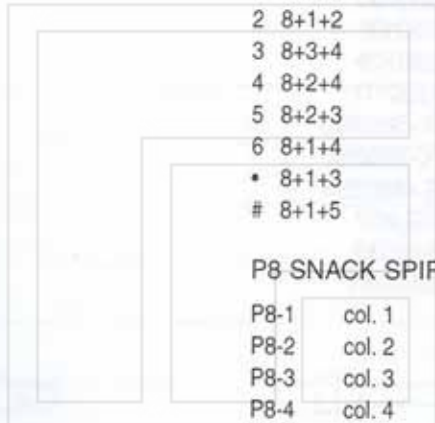 2 8+1+2
3 8+3+4
4 8+2+4
5 8+2+3
6 8+1+4
• 8+1+3
# 8+1+5
P8 SNACK SPIR
P8-1 col. 1
P8-2 col. 2
P8-3 col. 3
P8-4 col. 4